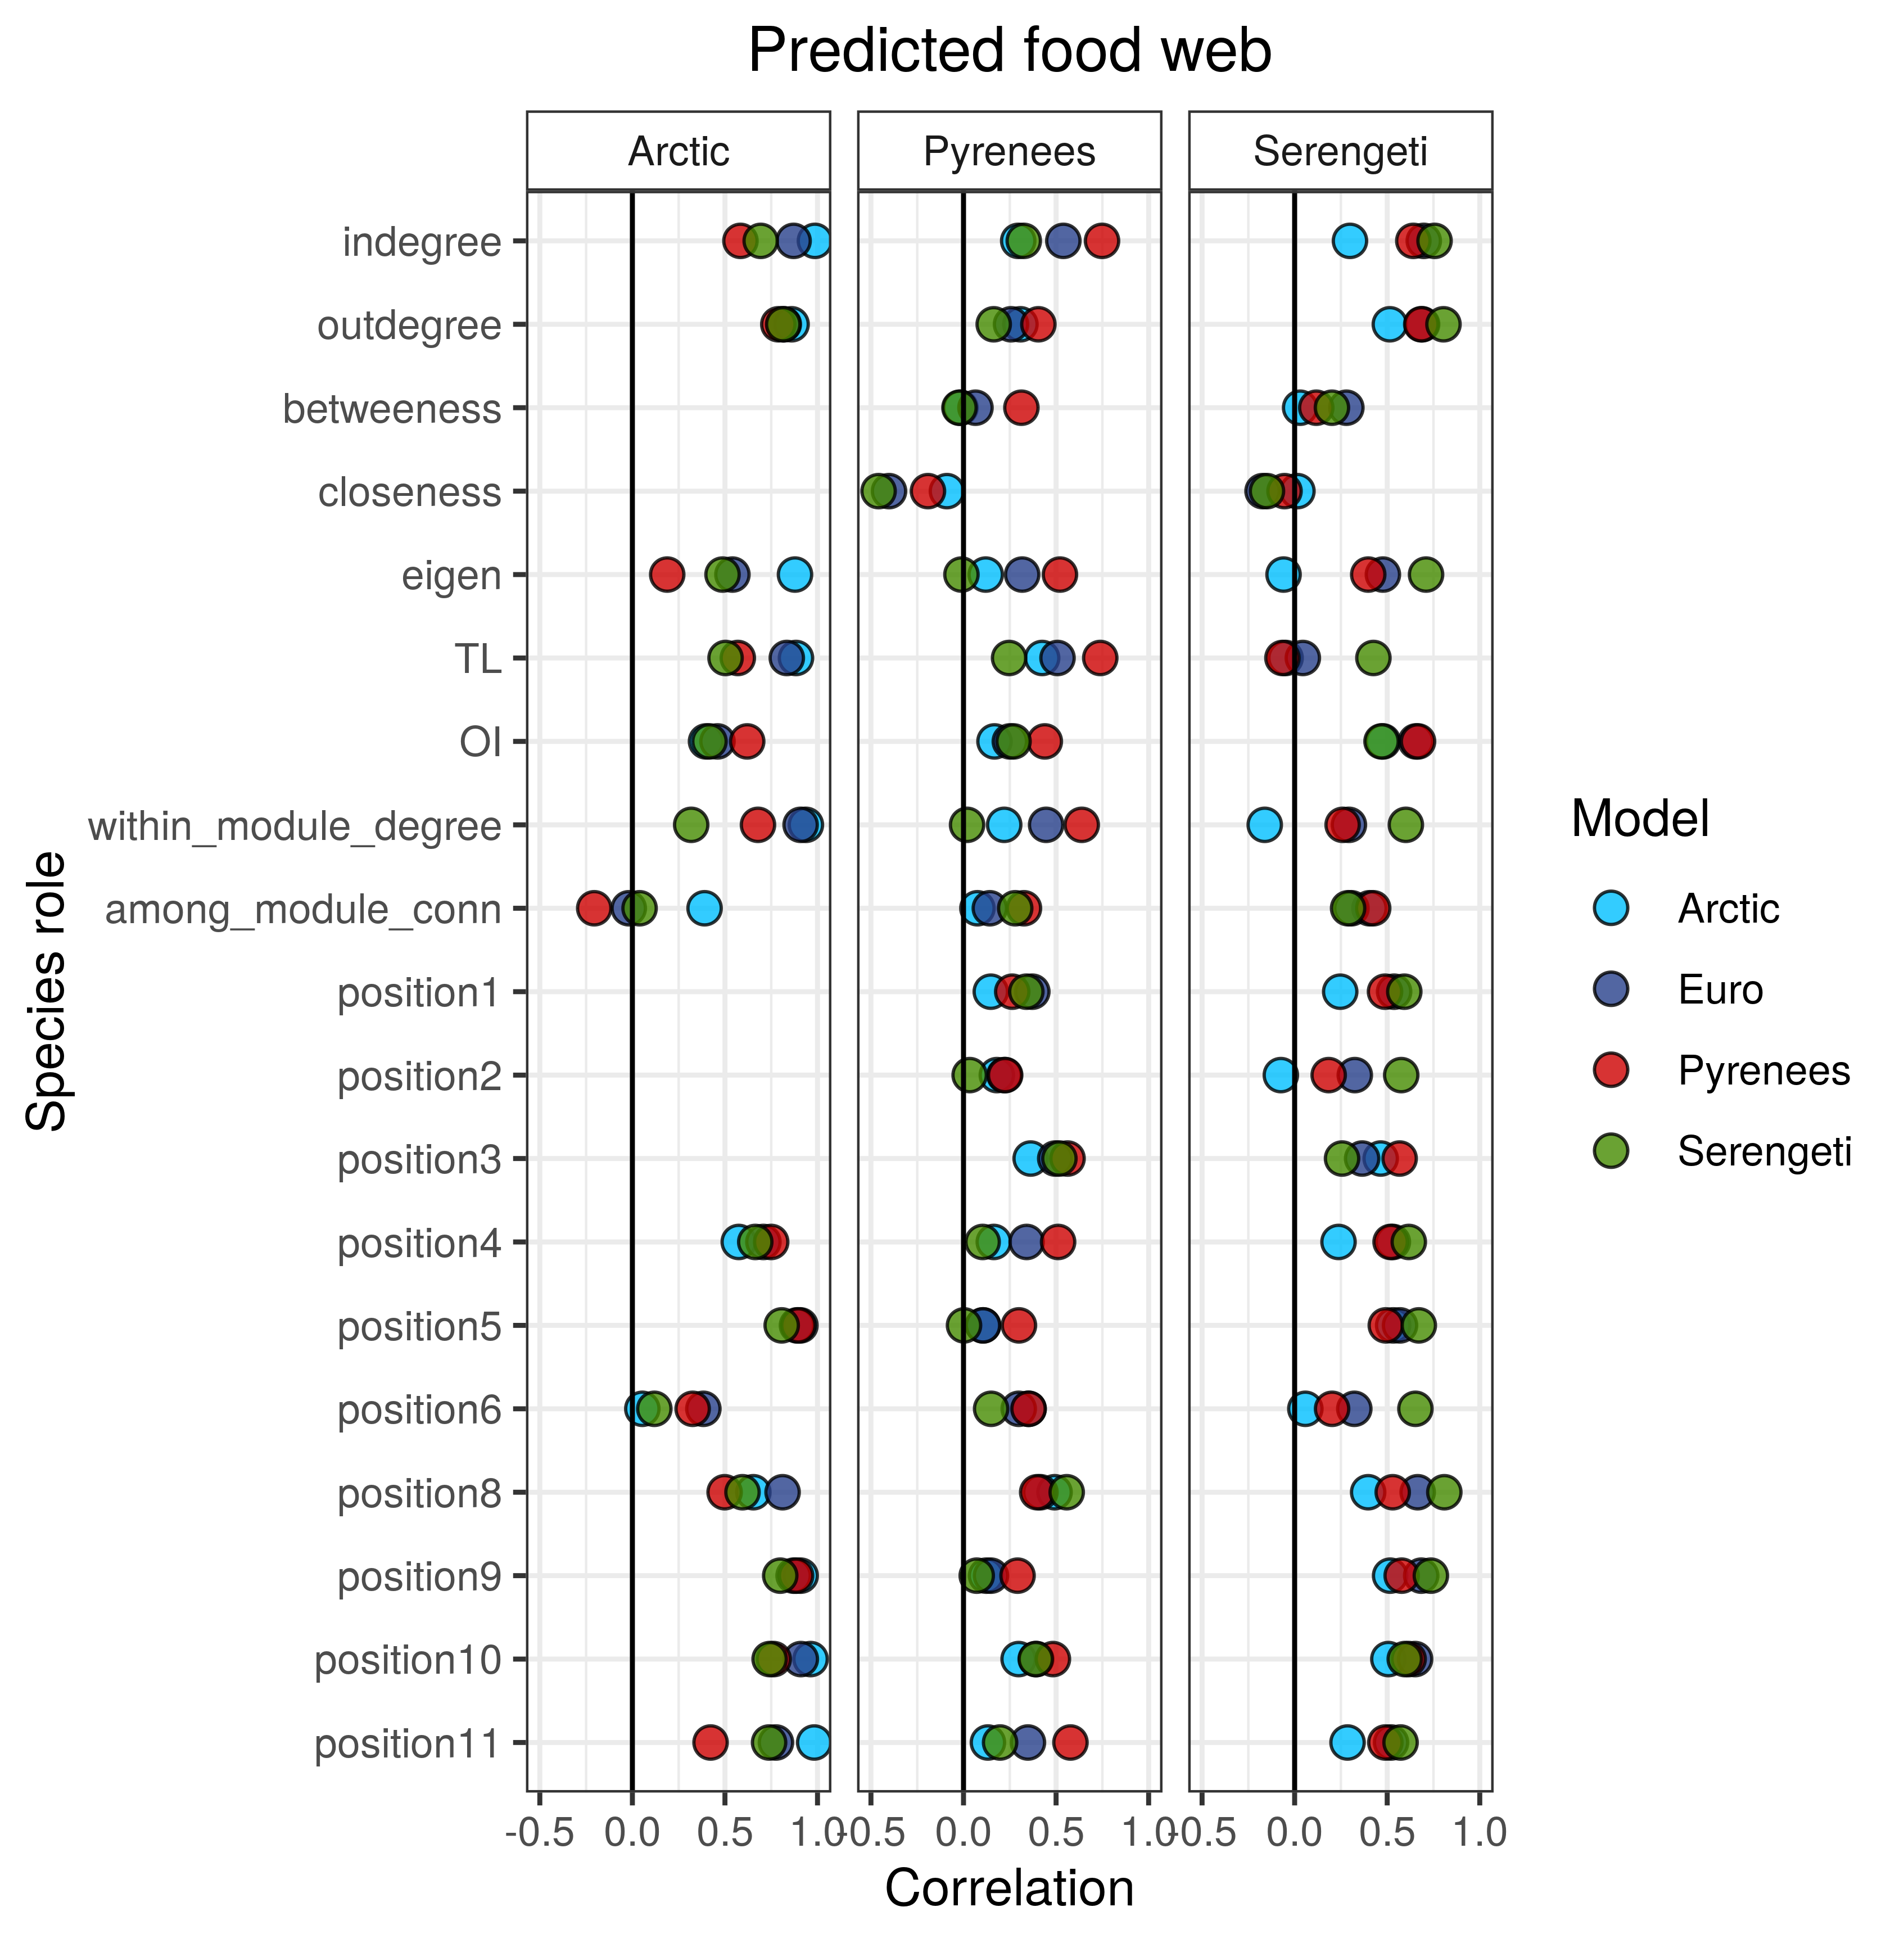 Predicted food web
Arctic
Pyrenees
Serengeti
Species role
indegree
outdegree
betweeness
closeness
eigen
TL
OI
within_module_degree
among_module_conn
position1
position2
position3
position4
position5
position6
position8
position9
position10
position11
-0.5 0.0 0.5 1.0 -0.5 0.0 0.5 1.0 -0.5 0.0 0.5 1.0
Correlation
Model
Arctic
Euro
Pyrenees
Serengeti